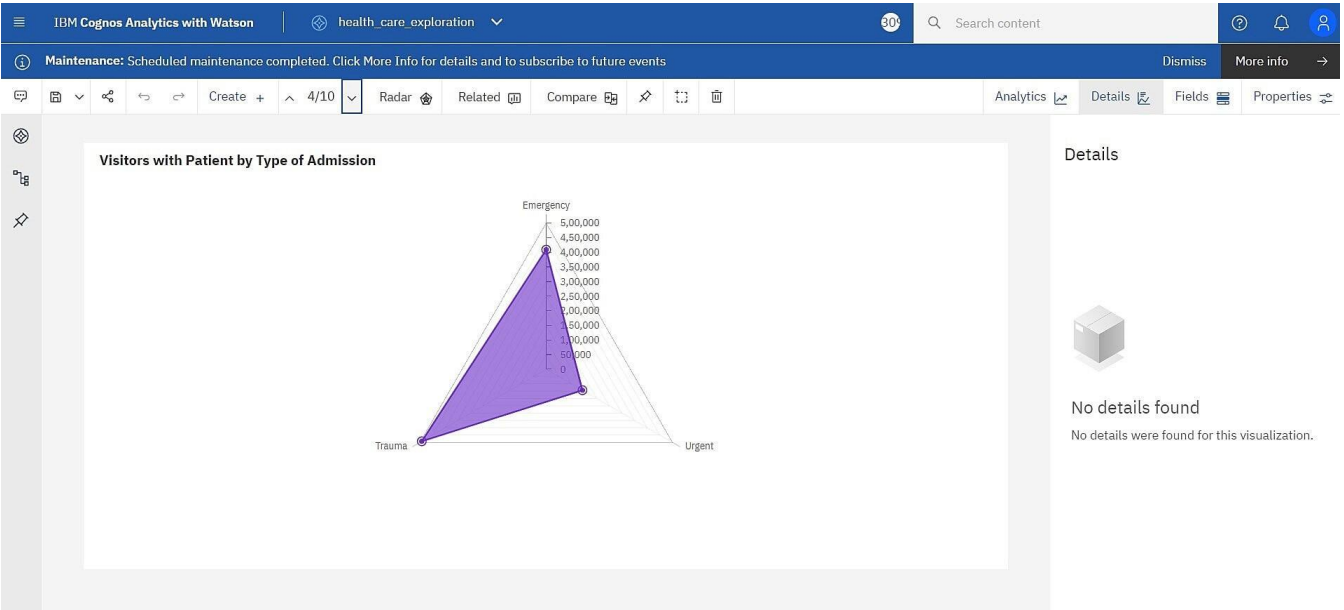 IBM Cognos Analytics with Watson
health_care_exploration
Search content
Maintenance: Scheduled maintenance completed. Click More Info for details and to subscribe to future events
Dismiss
More info
Create
4/10
Radar
Related
Compare
Analytics
Details
Fields
Properties
Visitors with Patient by Type of Admission
Emergency
5,00,000
4,50,000
4,00,000
3,50,000
3,00,000
2,50,000
2,00,000
1,50,000
1,00,000
50,000
0
Trauma
Urgent
Details
No details found
No details were found for this visualization.